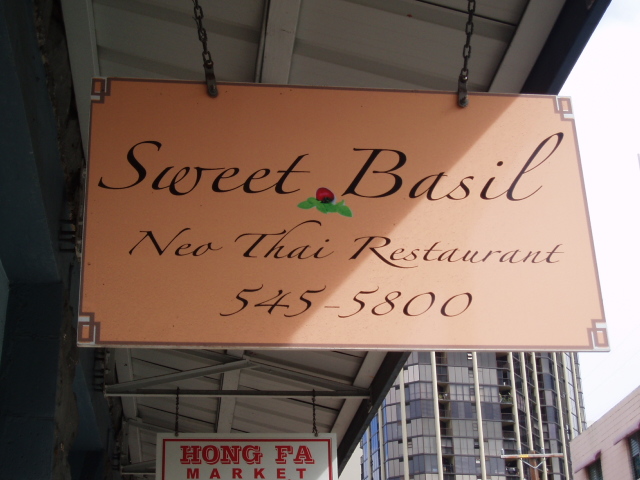 Sweet Basil
Neo Thai Restaurant
545-5800
HONG FA
MARKET